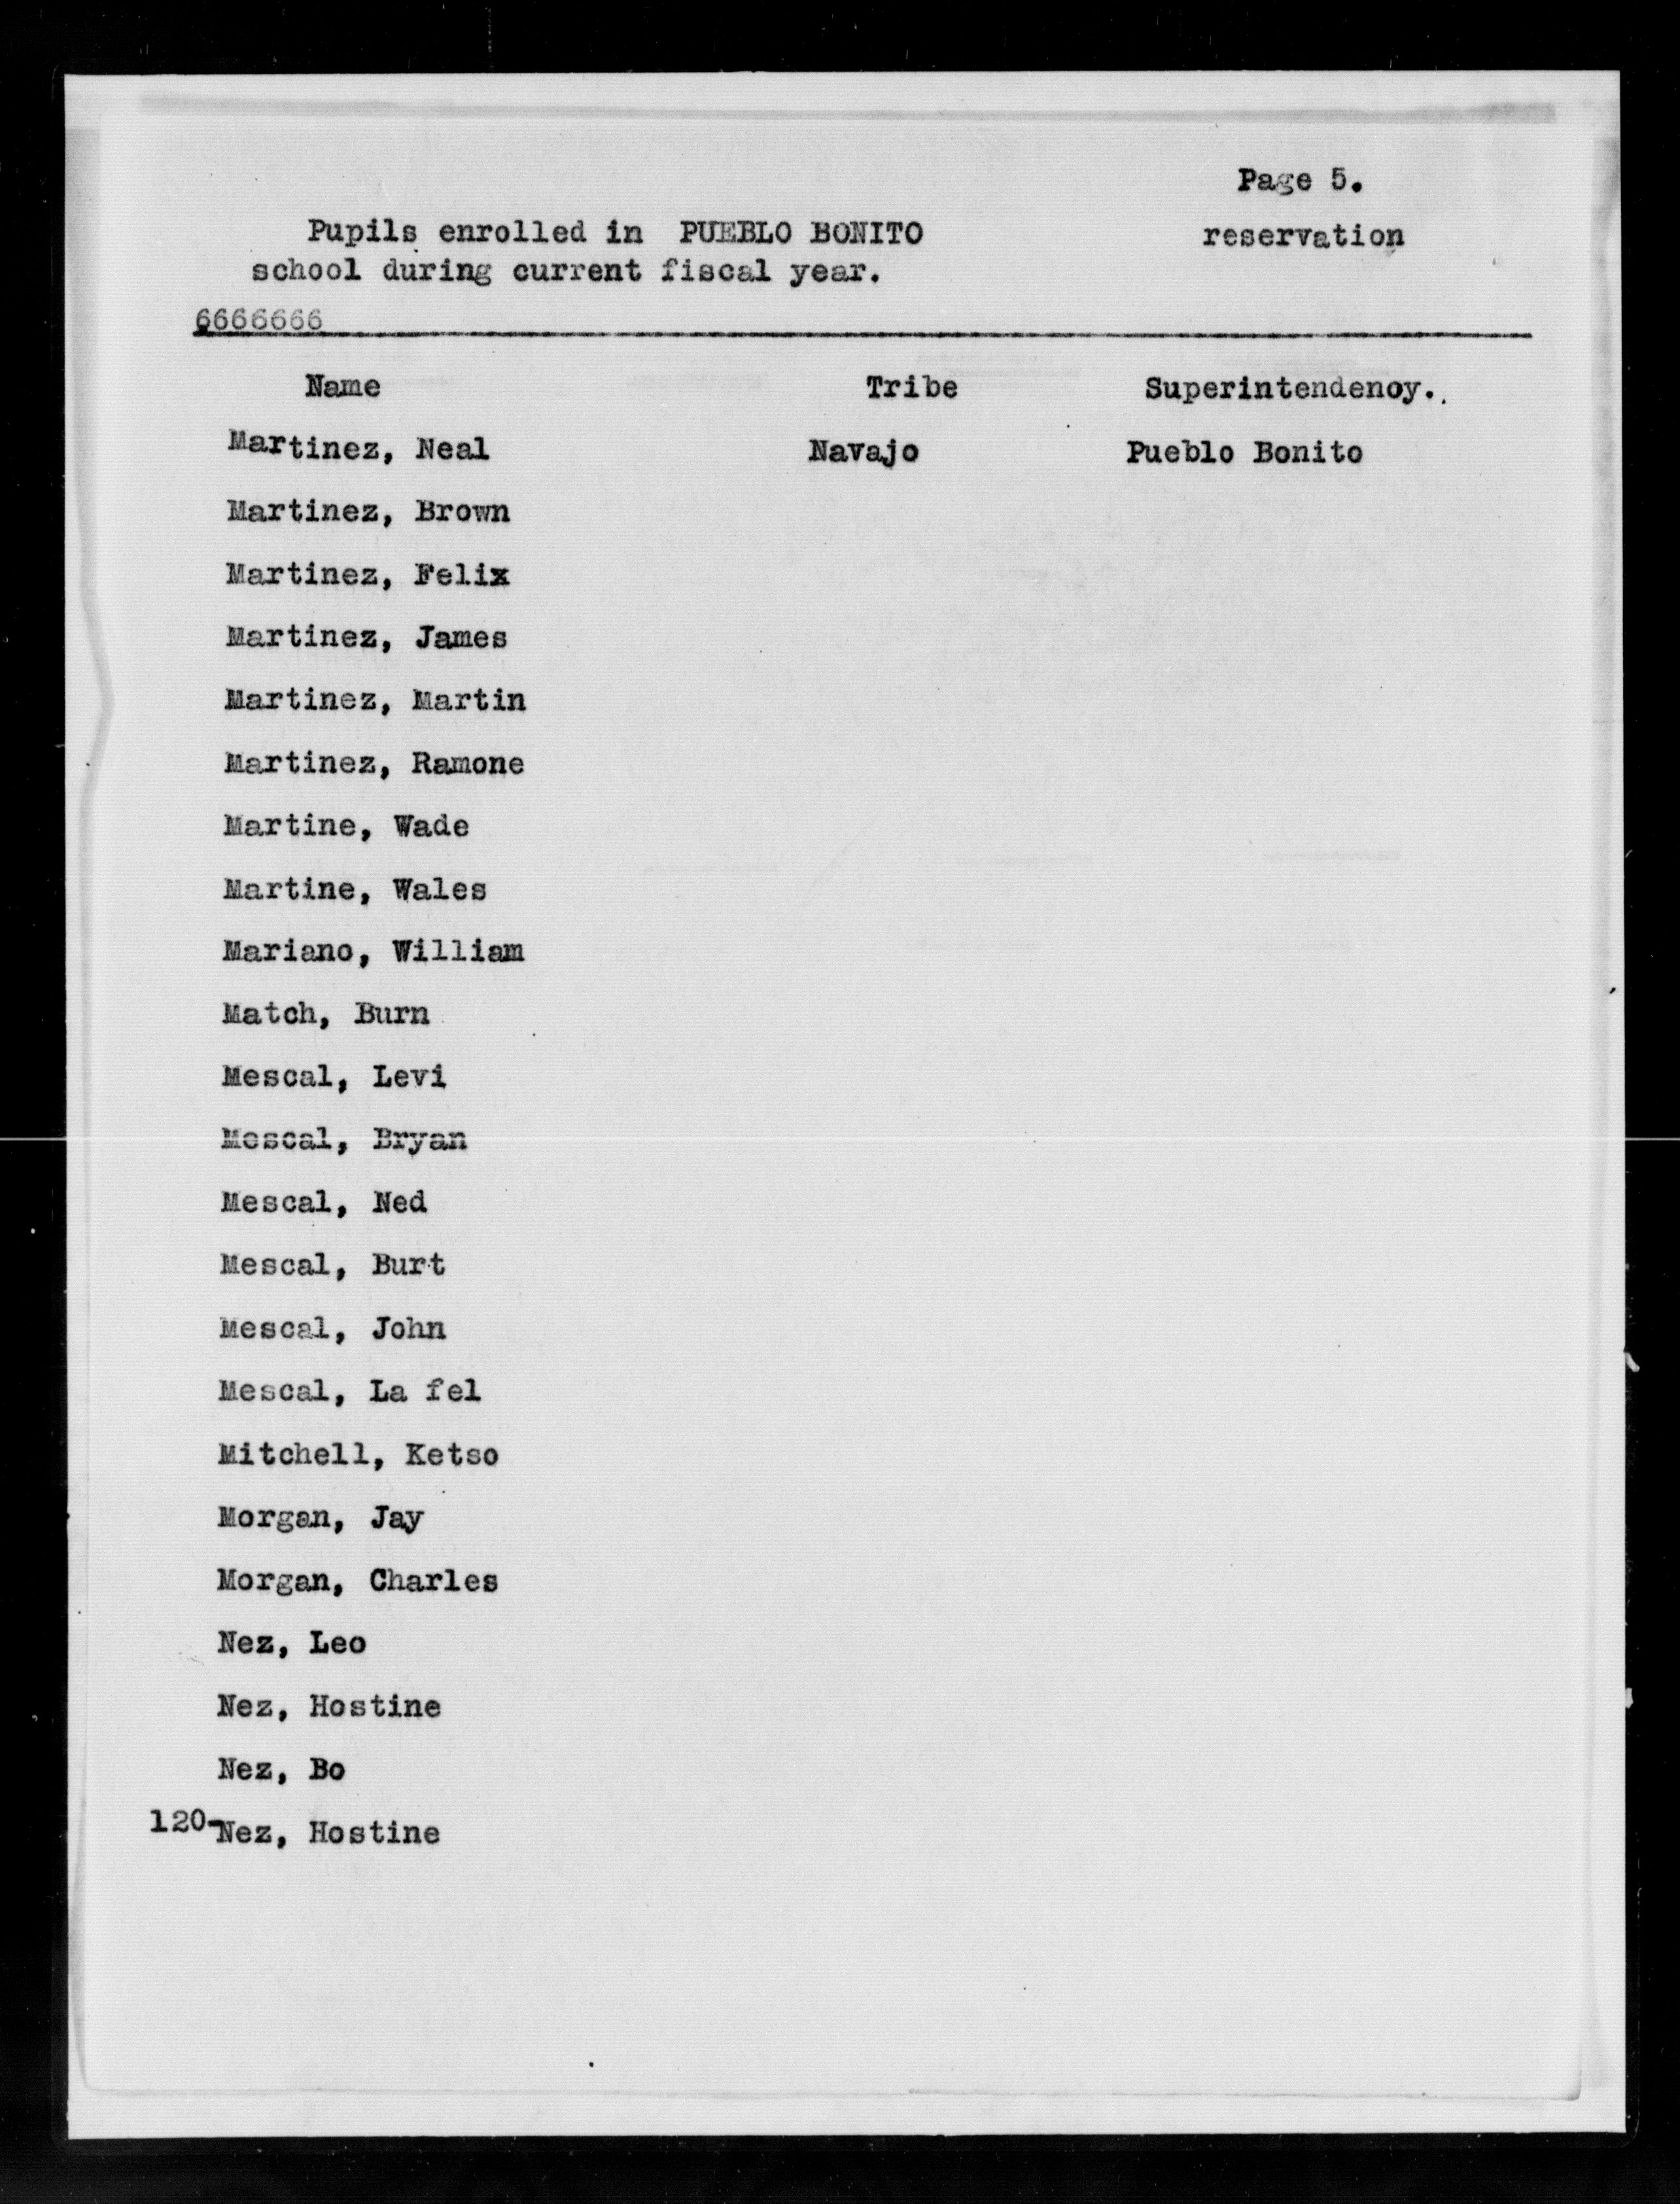 Page 5.
Pupils enrolled in PUEBLO BONITO reservation
school during current fiscal year.
6666666
Name Tribe Superintendency..
Martinez, Neal Navajo Pueblo Bonito
Martinez, Brown
Martinez, Felix
Martinez, James
Martinez, Martin
Martinez, Ramone
Martine, Wade
Martine, Wales
Mariano, William
Match, Burn
Mescal, Levi
Mescal, Bryan
Mescal, Ned
Mescal, Burt
Mescal, John
Mescal, La fel
Mitchell, Ketso
Morgan, Jay
Morgan, Charles
Nez, Leo
Nez, Hostine
Nez, Bo
120-Nez, Hostine